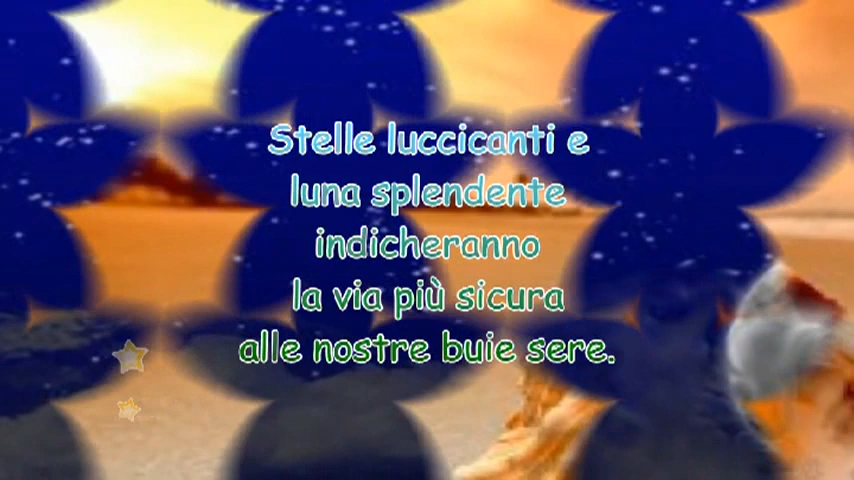 Stelle luccicanti e
luna splendente
indicheranno
la via più sicura
alle nostre buie sere.